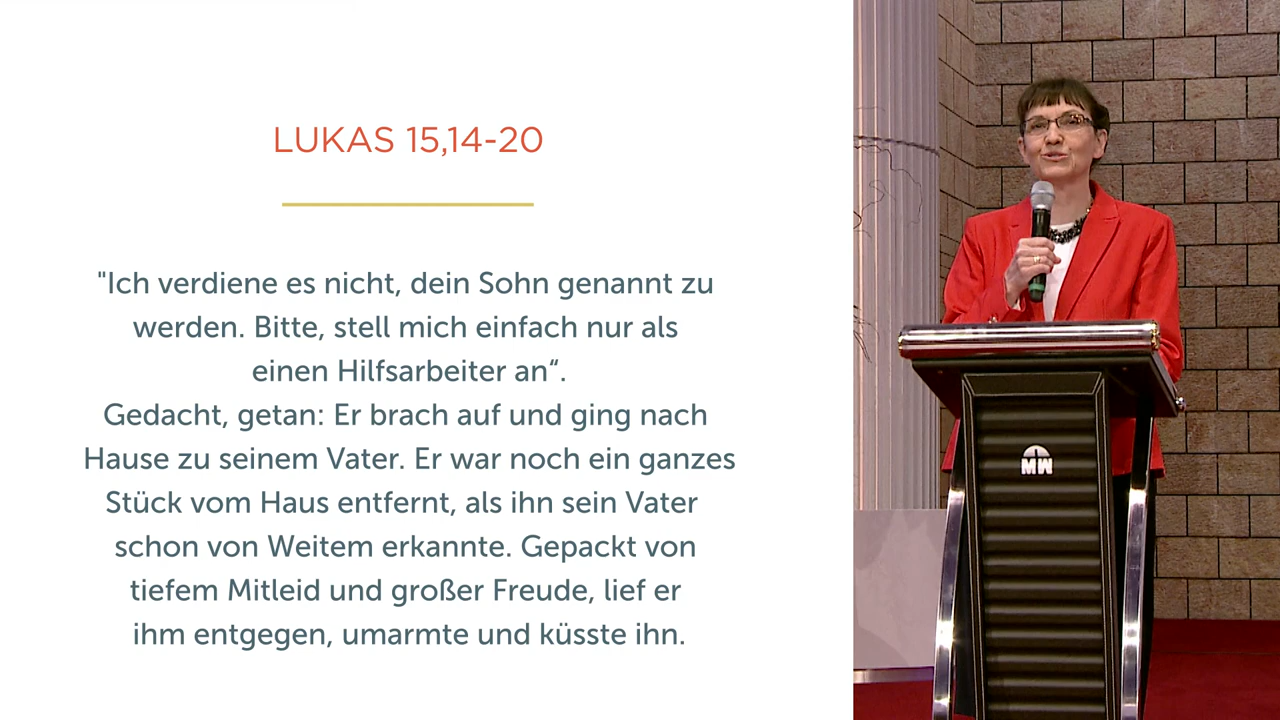 LUKAS 15,14-20
"Ich verdiene es nicht, dein Sohn genannt zu
werden. Bitte, stell mich einfach nur als
einen Hilfsarbeiter an“.
Gedacht, getan: Er brach auf und ging nach
Hause zu seinem Vater. Er war noch ein ganzes
Stück vom Haus entfernt, als ihn sein Vater
schon von Weitem erkannte. Gepackt von
tiefem Mitleid und großer Freude, lief er
ihm entgegen, umarmte und küsste ihn.
MW